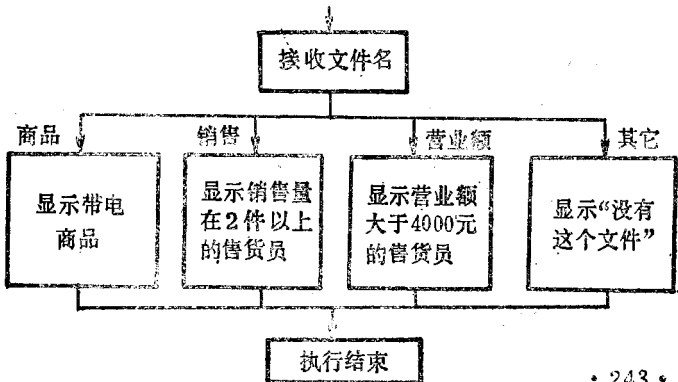 接收文件名
商品
销售
营业额
其它
显示带电
商品
显示销售量
在2件以上
的售货员
显示营业额
大于4000元
的售货员
显示“没有
这个文件”
执行结束
·243·